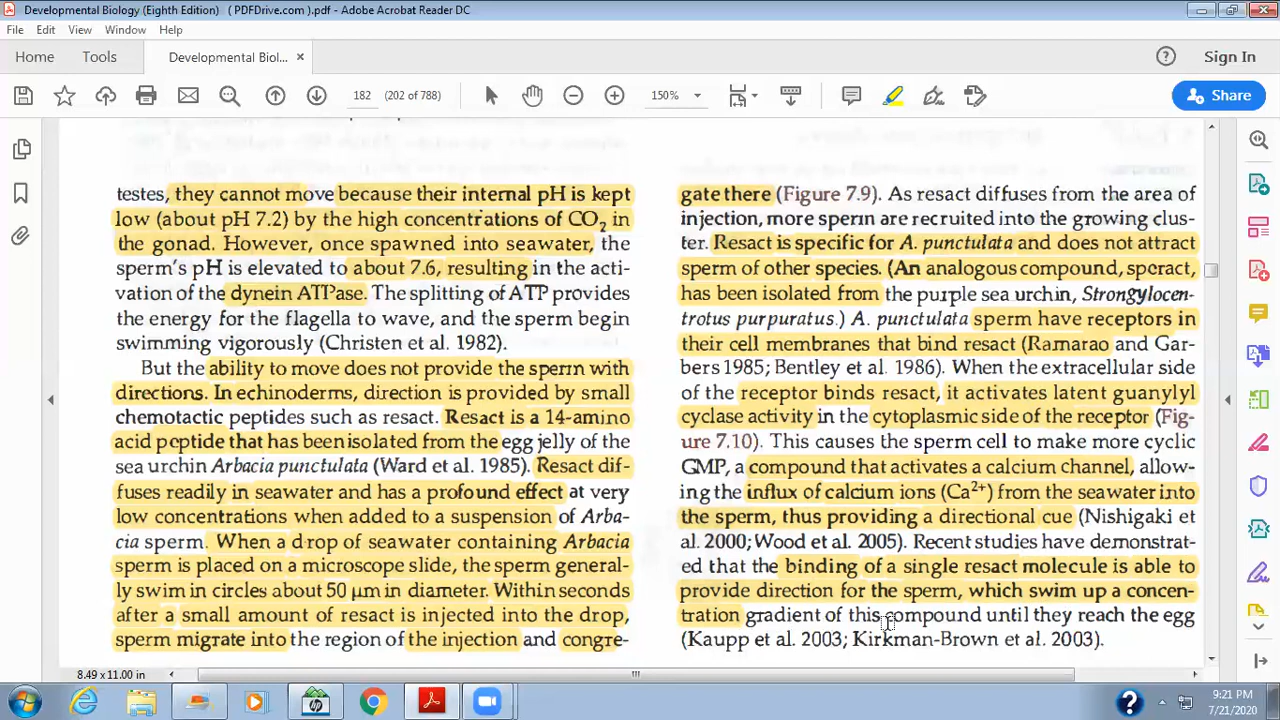 Developmental Biology (Eighth Edition) ( PDFDrive.com ).pdf - Adobe Acrobat Reader DC
File Edit View Window Help
Home Tools Developmental Biol... × Sign In
182 (202 of 788) 150% Share
testes, they cannot move because their internal pH is kept
low (about pH 7.2) by the high concentrations of CO2 in
the gonad. However, once spawned into seawater, the
sperm's pH is elevated to about 7.6, resulting in the acti-
vation of the dynein ATPase. The splitting of ATP provides
the energy for the flagella to wave, and the sperm begin
swimming vigorously (Christen et al. 1982).
But the ability to move does not provide the sperm with
directions. In echinoderms, direction is provided by small
chemotactic peptides such as resact. Resact is a 14-amino
acid peptide that has been isolated from the egg jelly of the
sea urchin Arbacia punctulata (Ward et al. 1985). Resact dif-
fuses readily in seawater and has a profound effect at very
low concentrations when added to a suspension of Arba-
cia sperm. When a drop of seawater containing Arbacia
sperm is placed on a microscope slide, the sperm general-
ly swim in circles about 50 μm in diameter. Within seconds
after a small amount of resact is injected into the drop,
sperm migrate into the region of the injection and congre-
gate there (Figure 7.9). As resact diffuses from the area of
injection, more sperm are recruited into the growing clus-
ter. Resact is specific for A. punctulata and does not attract
sperm of other species. (An analogous compound, speract,
has been isolated from the purple sea urchin, Strongylocen-
trotus purpuratus.) A. punctulata sperm have receptors in
their cell membranes that bind resact (Ramarao and Gar-
bers 1985; Bentley et al. 1986). When the extracellular side
of the receptor binds resact, it activates latent guanylyl
cyclase activity in the cytoplasmic side of the receptor (Fig-
ure 7.10). This causes the sperm cell to make more cyclic
GMP, a compound that activates a calcium channel, allow-
ing the influx of calcium ions (Ca2+) from the seawater into
the sperm, thus providing a directional cue (Nishigaki et
al. 2000; Wood et al. 2005). Recent studies have demonstrat-
ed that the binding of a single resact molecule is able to
provide direction for the sperm, which swim up a concen-
tration gradient of this compound until they reach the egg
(Kaupp et al. 2003; Kirkman-Brown et al. 2003).
8.49 x 11.00 in
9:21 PM
7/21/2020